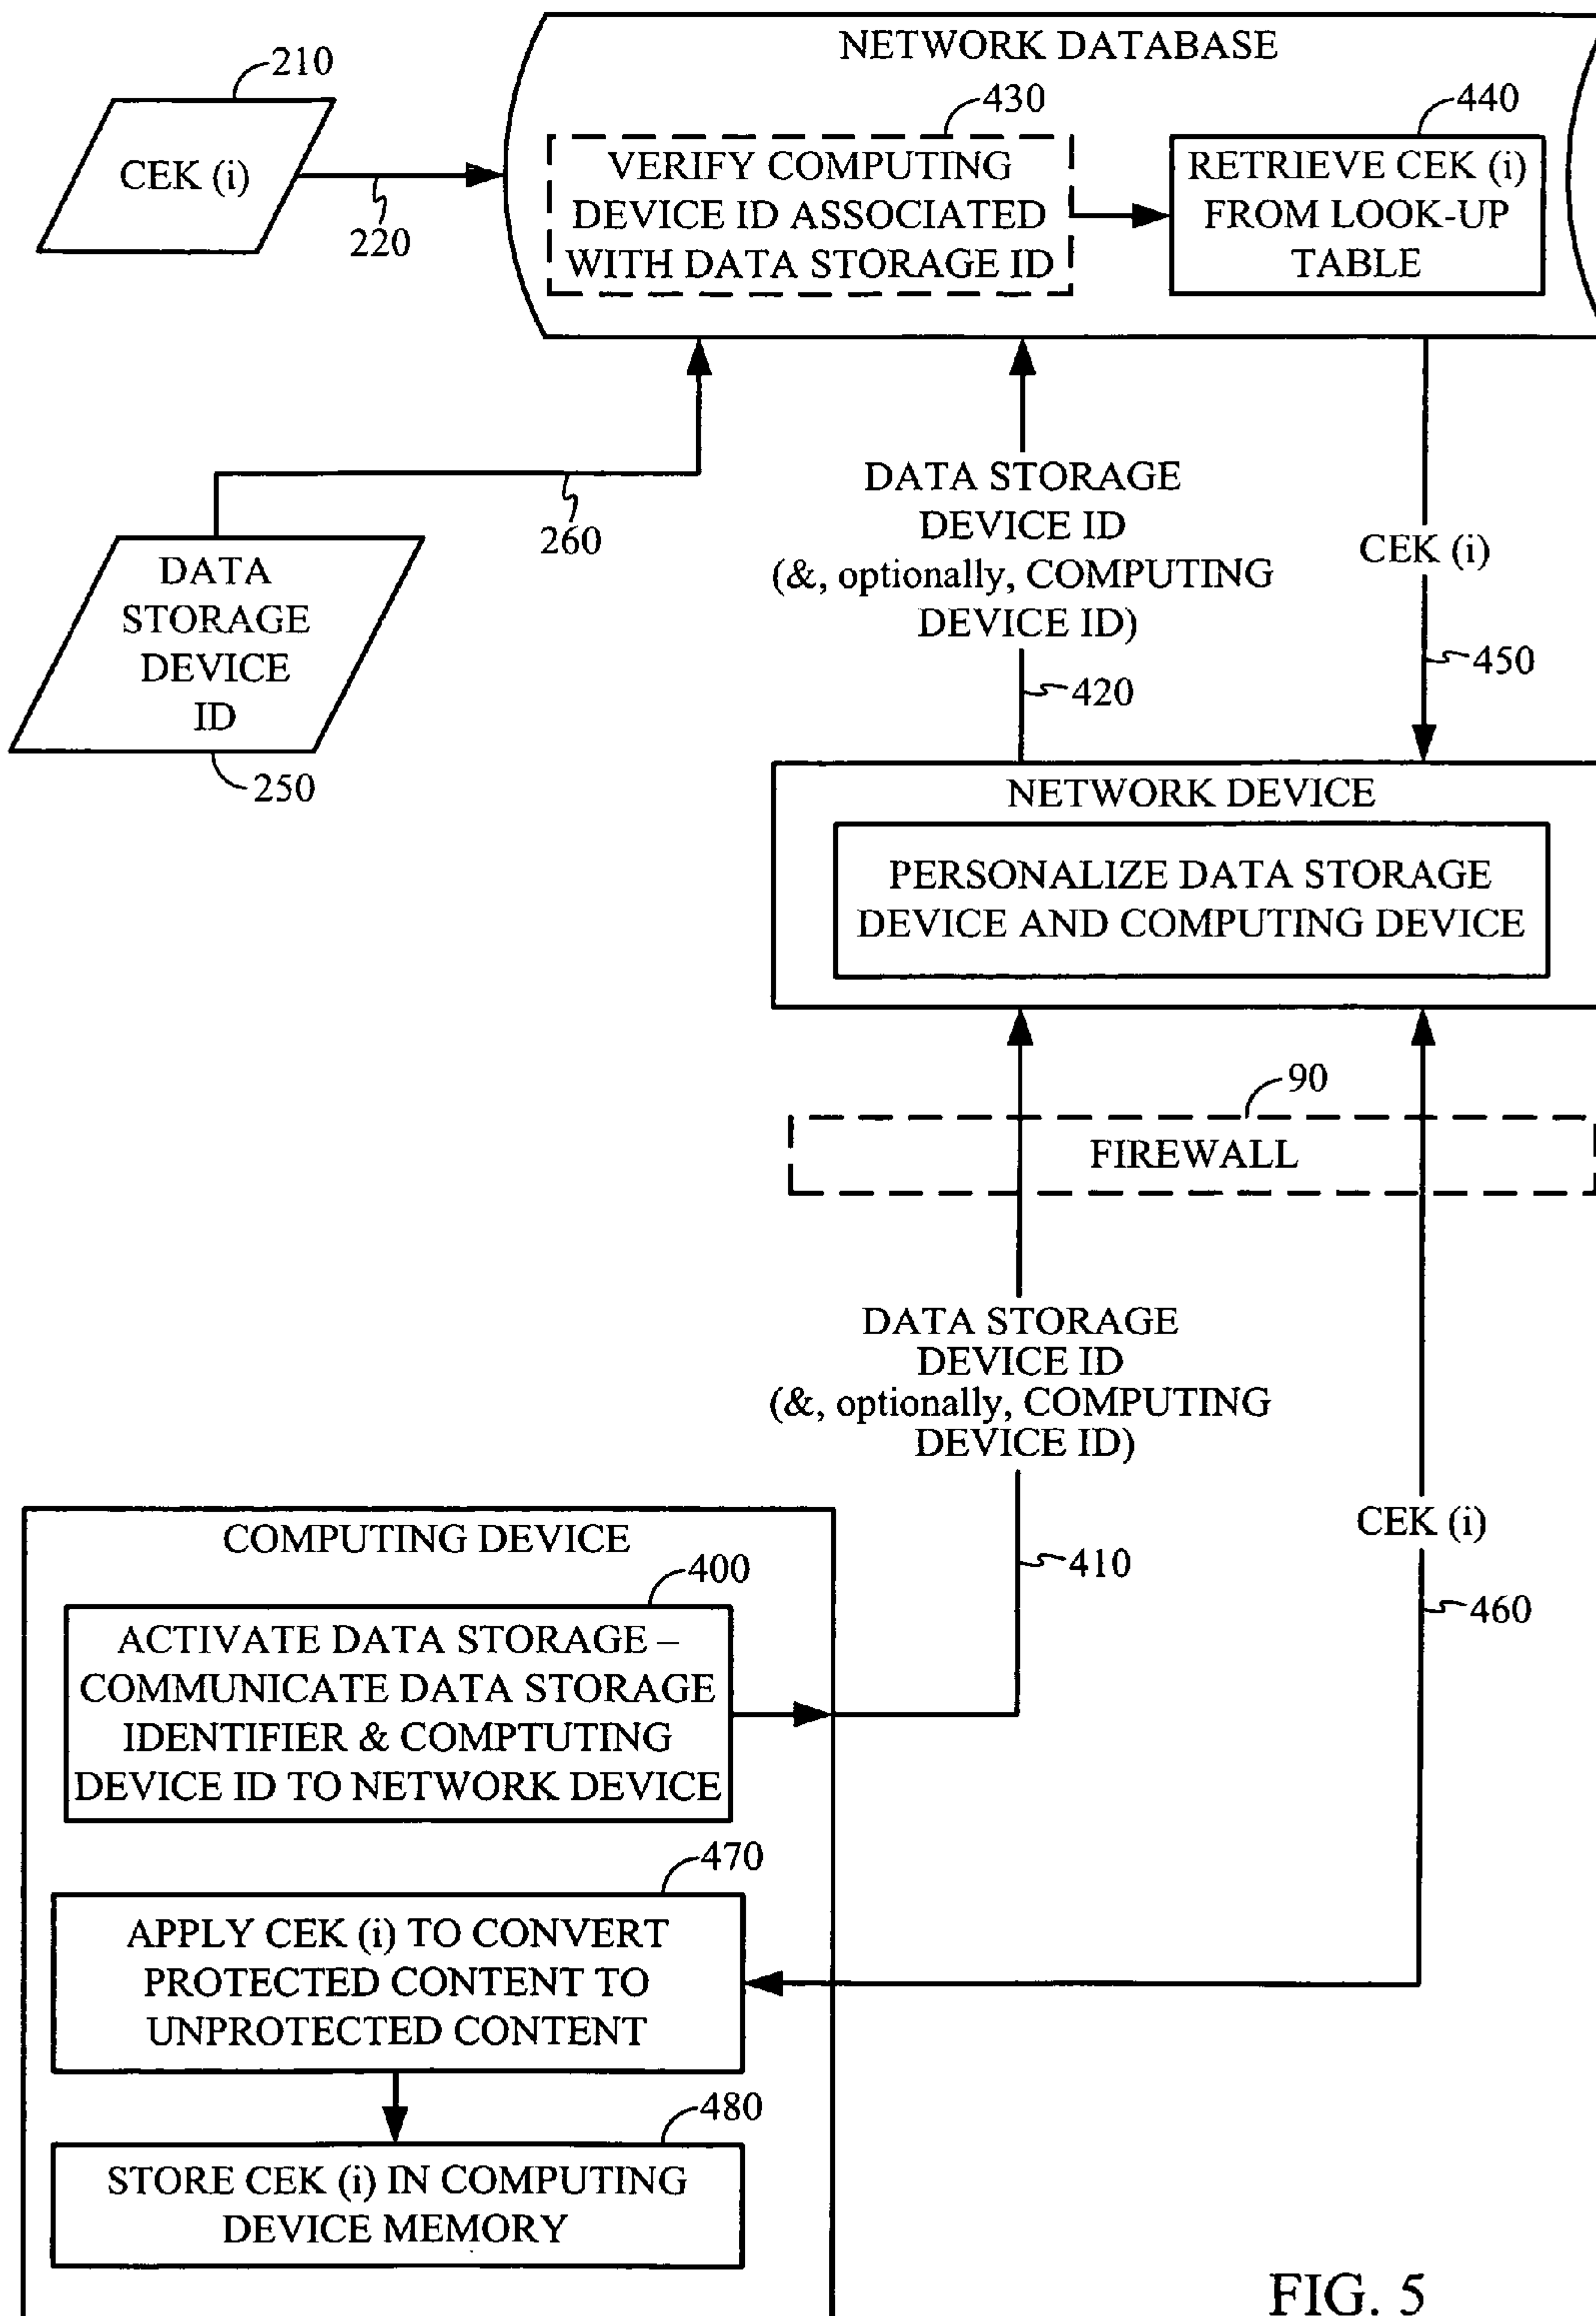 NETWORK DATABASE
210
CEK (i)
220
430
VERIFY COMPUTING
DEVICE ID ASSOCIATED
WITH DATA STORAGE ID
440
RETRIEVE CEK (i)
FROM LOOK-UP
TABLE
260
DATA
STORAGE
DEVICE
ID
250
DATA STORAGE
DEVICE ID
(&, optionally, COMPUTING
DEVICE ID)
420
CEK (i)
450
NETWORK DEVICE
PERSONALIZE DATA STORAGE
DEVICE AND COMPUTING DEVICE
90
FIREWALL
DATA STORAGE
DEVICE ID
(&, optionally, COMPUTING
DEVICE ID)
410
CEK (i)
460
COMPUTING DEVICE
400
ACTIVATE DATA STORAGE –
COMMUNICATE DATA STORAGE
IDENTIFIER & COMPTUTING
DEVICE ID TO NETWORK DEVICE
470
APPLY CEK (i) TO CONVERT
PROTECTED CONTENT TO
UNPROTECTED CONTENT
480
STORE CEK (i) IN COMPUTING
DEVICE MEMORY
FIG. 5